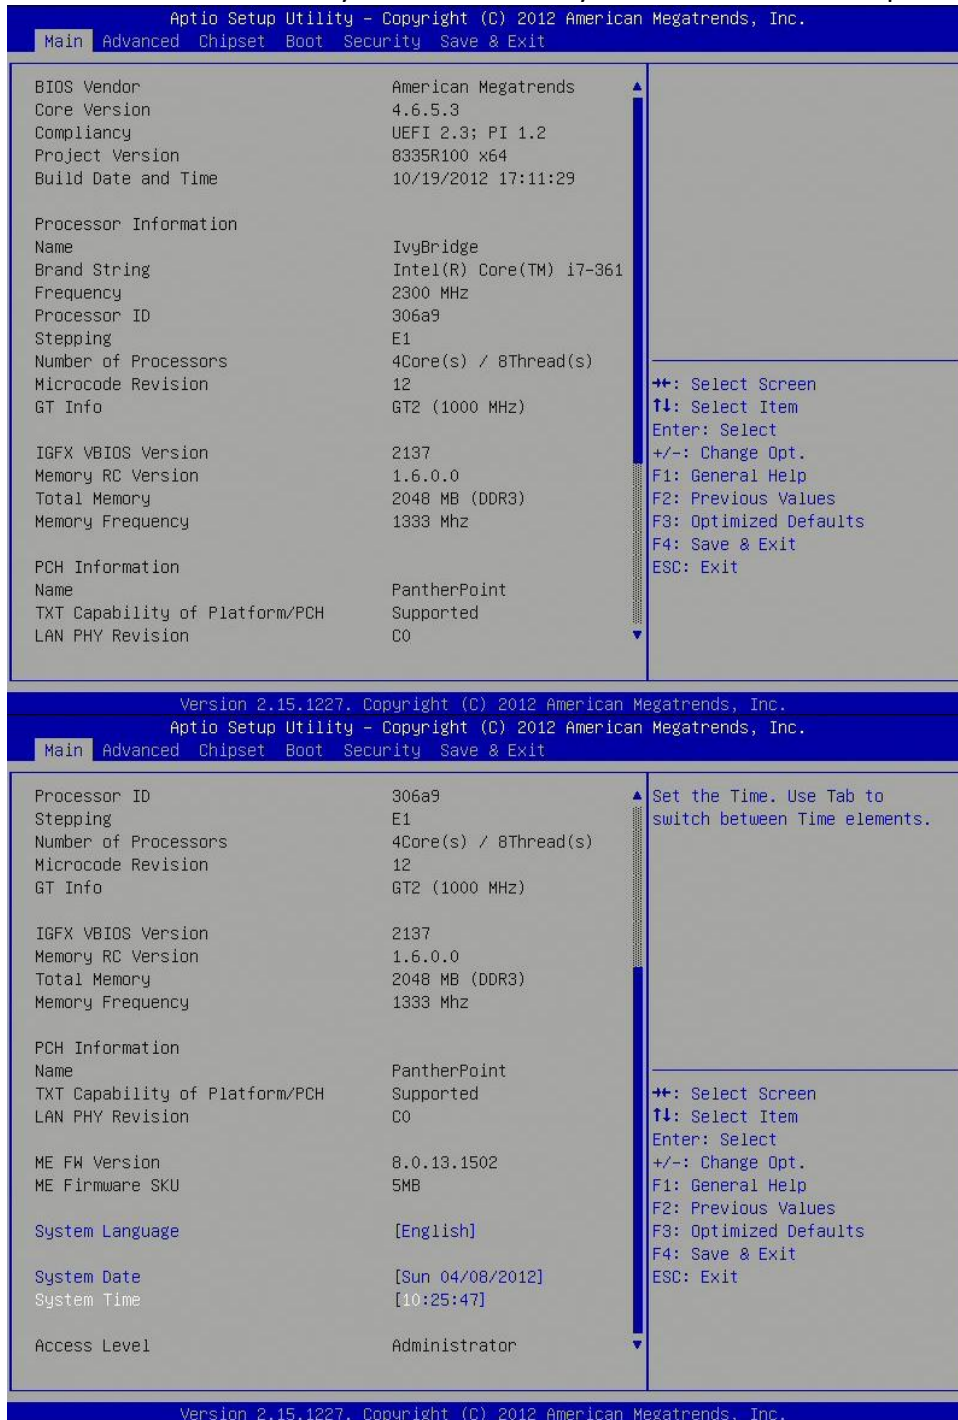 Aptio Setup Utility – Copyright (C) 2012 American Megatrends, Inc.
Main Advanced Chipset Boot Security Save & Exit
BIOS Vendor American Megatrends
Core Version 4.6.5.3
Compliancy UEFI 2.3; PI 1.2
Project Version 8335R100 x64
Build Date and Time 10/19/2012 17:11:29
Processor Information
Name IvyBridge
Brand String Intel(R) Core(TM) i7-361
Frequency 2300 MHz
Processor ID 306a9
Stepping E1
Number of Processors 4Core(s) / 8Thread(s)
Microcode Revision 12
GT Info GT2 (1000 MHz)
IGFX VBIOS Version 2137
Memory RC Version 1.6.0.0
Total Memory 2048 MB (DDR3)
Memory Frequency 1333 Mhz
PCH Information
Name PantherPoint
TXT Capability of Platform/PCH Supported
LAN PHY Revision C0
→←: Select Screen
↑↓: Select Item
Enter: Select
+/-: Change Opt.
F1: General Help
F2: Previous Values
F3: Optimized Defaults
F4: Save & Exit
ESC: Exit
Version 2.15.1227. Copyright (C) 2012 American Megatrends, Inc.
Aptio Setup Utility – Copyright (C) 2012 American Megatrends, Inc.
Main Advanced Chipset Boot Security Save & Exit
Processor ID 306a9
Stepping E1
Number of Processors 4Core(s) / 8Thread(s)
Microcode Revision 12
GT Info GT2 (1000 MHz)
IGFX VBIOS Version 2137
Memory RC Version 1.6.0.0
Total Memory 2048 MB (DDR3)
Memory Frequency 1333 Mhz
PCH Information
Name PantherPoint
TXT Capability of Platform/PCH Supported
LAN PHY Revision C0
ME FW Version 8.0.13.1502
ME Firmware SKU 5MB
System Language [English]
System Date [Sun 04/08/2012]
System Time [10:25:47]
Access Level Administrator
Set the Time. Use Tab to
switch between Time elements.
→←: Select Screen
↑↓: Select Item
Enter: Select
+/-: Change Opt.
F1: General Help
F2: Previous Values
F3: Optimized Defaults
F4: Save & Exit
ESC: Exit
Version 2.15.1227. Copyright (C) 2012 American Megatrends, Inc.